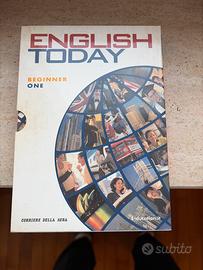 ENGLISH
TODAY
BEGINNER
ONE
CORRIERE DELLA SERA
subito